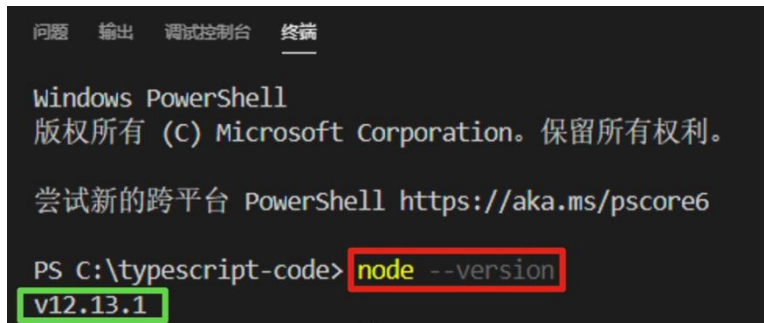 问题 输出 调试控制台 终端
Windows PowerShell
版权所有 (C) Microsoft Corporation。保留所有权利。
尝试新的跨平台 PowerShell https://aka.ms/pscore6
PS C:\typescript-code> node --version
v12.13.1